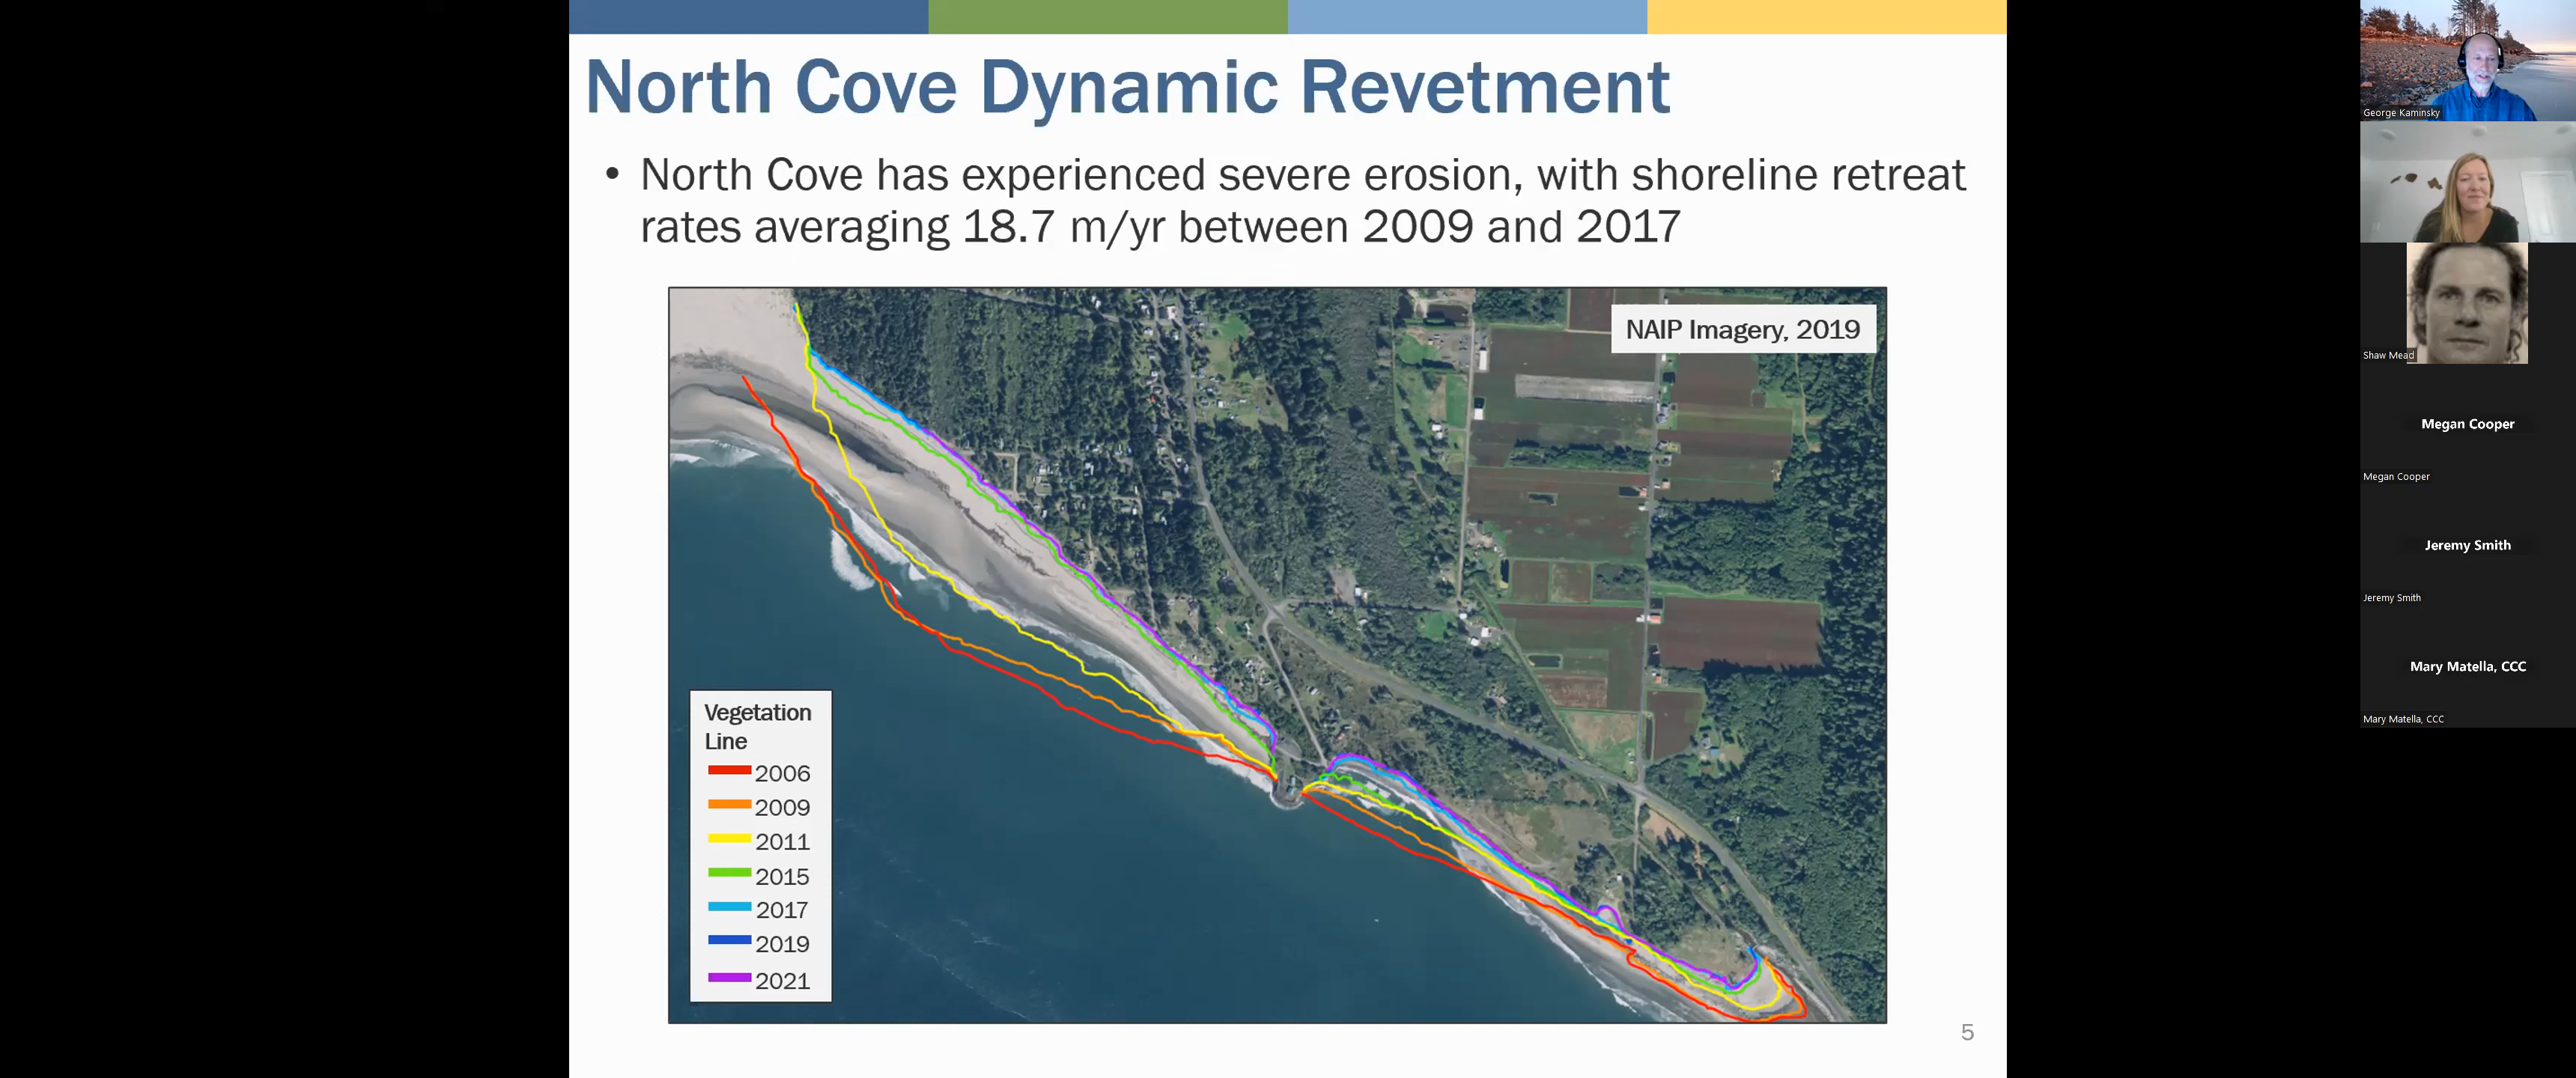 North Cove Dynamic Revetment
• North Cove has experienced severe erosion, with shoreline retreat
rates averaging 18.7 m/yr between 2009 and 2017
NAIP Imagery, 2019
Vegetation
Line
2006
2009
2011
2015
2017
2019
2021
5
George Kaminsky
Shaw Mead
Megan Cooper
Megan Cooper
Jeremy Smith
Jeremy Smith
Mary Matella, CCC
Mary Matella, CCC